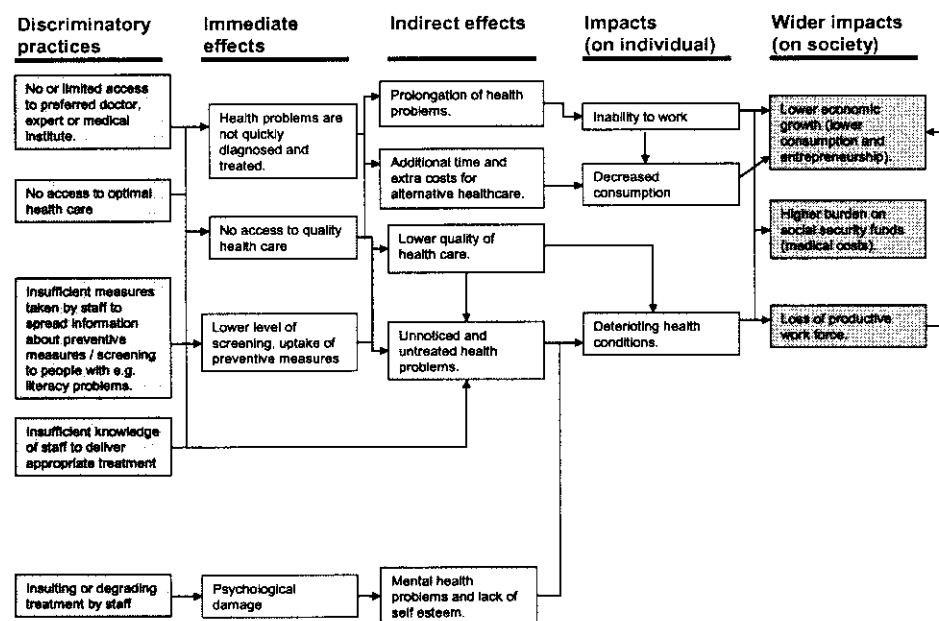 Discriminatory
practices
Immediate
effects
Indirect effects
Impacts
(on individual)
Wider impacts
(on society)
No or limited access
to preferred doctor,
expert or medical
institute.
No access to optimal
health care
Insufficient measures
taken by staff to
spread information
about preventive
measures / screening
to people with e.g.
literacy problems.
Insufficient knowledge
of staff to deliver
appropriate treatment
Insulting or degrading
treatment by staff
Health problems are
not quickly
diagnosed and
treated.
No access to quality
health care
Lower level of
screening, uptake of
preventive measures
Psychological
damage
Prolongation of health
problems.
Additional time and
extra costs for
alternative healthcare.
Lower quality of
health care.
Unnoticed and
untreated health
problems.
Mental health
problems and lack of
self esteem.
Inability to work
Decreased
consumption
Deterioting health
conditions.
Lower economic
growth (lower
consumption and
entrepreneurship).
Higher burden on
social security funds
(medical costs).
Loss of productive
work force.